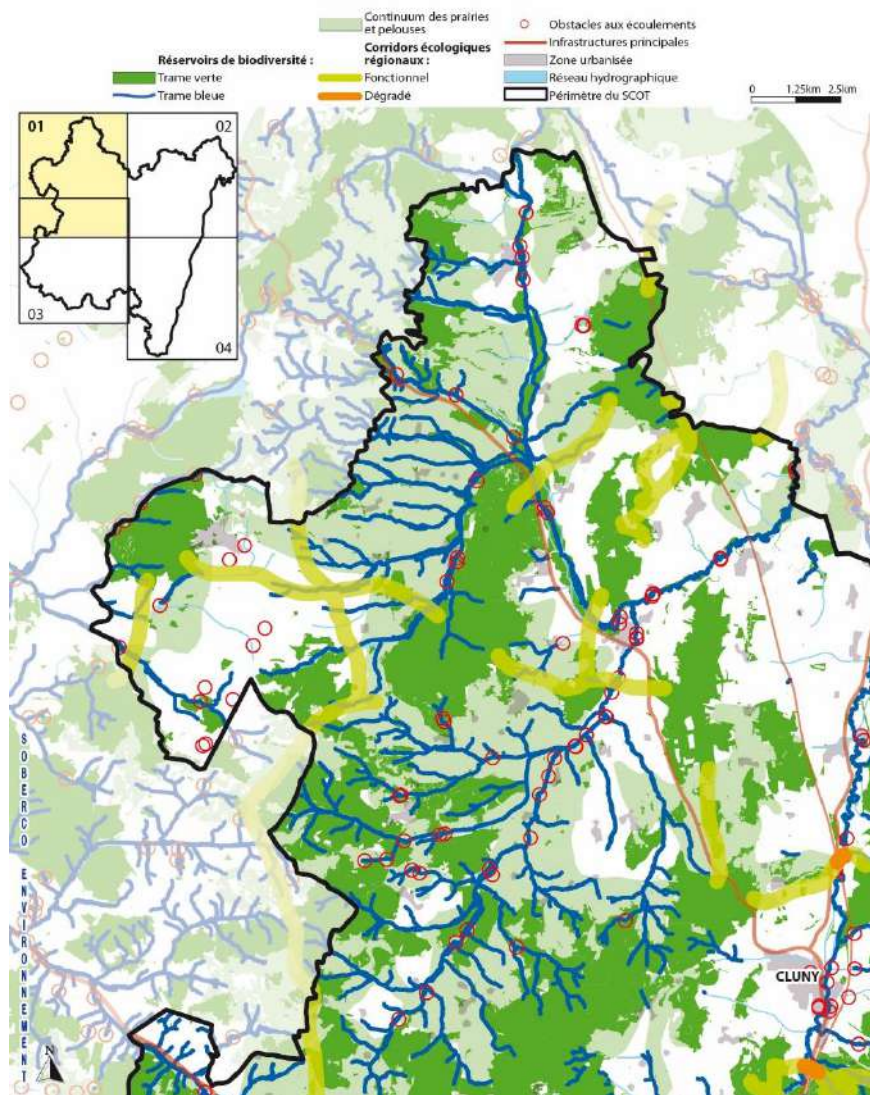 Continuum des prairies
et pelouses
Réservoirs de biodiversité :
Trame verte
Trame bleue
Corridors écologiques
régionaux :
Fonctionnel
Dégradé
Obstacles aux écoulements
Infrastructures principales
Zone urbanisée
Réseau hydrographique
Périmètre du SCOT
0 1.25km 2.5km
01
02
03
04
CLUNY
SOBERCO ENVIRONNEMENT
N